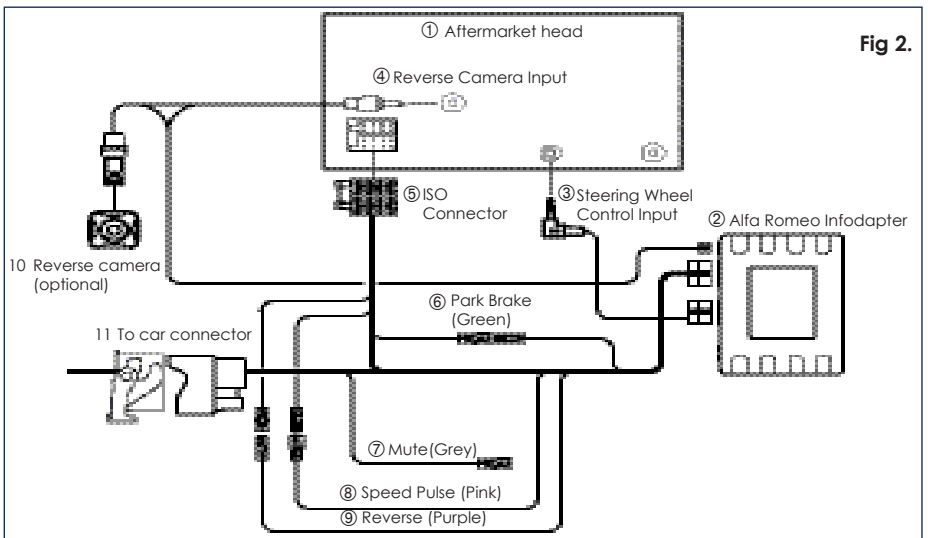 ① Aftermarket head
Fig 2.
④ Reverse Camera Input
⑤ ISO
Connector
③ Steering Wheel
Control Input
② Alfa Romeo Infodapter
10 Reverse camera
(optional)
⑥ Park Brake
(Green)
11 To car connector
⑦ Mute(Grey)
⑧ Speed Pulse (Pink)
⑨ Reverse (Purple)